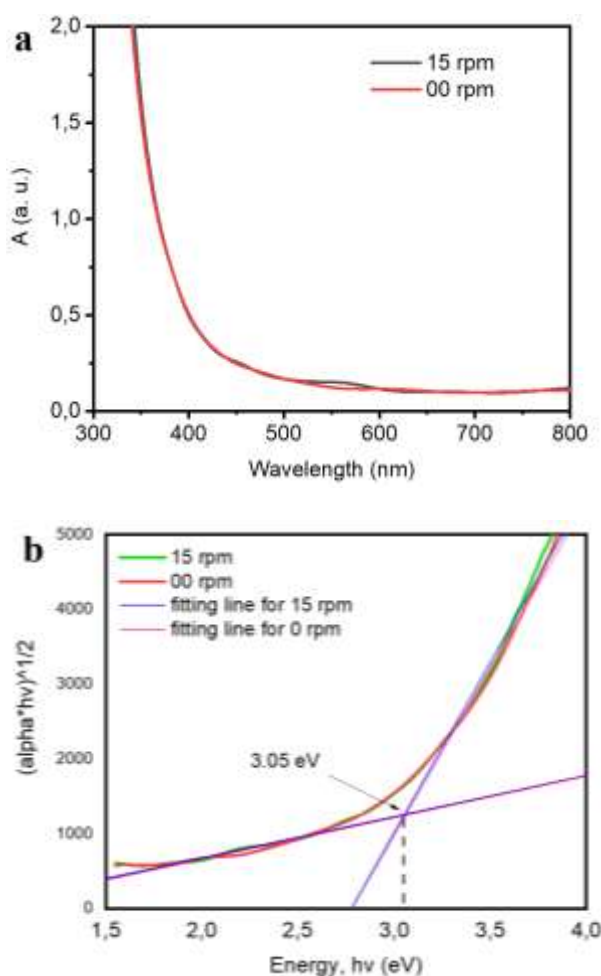 a
2,0
1,5
1,0
0,5
0,0
A (a. u.)
15 rpm
00 rpm
300 400 500 600 700 800
Wavelength (nm)
b
5000
4000
3000
2000
1000
0
(alpha*hv)^1/2
15 rpm
00 rpm
fitting line for 15 rpm
fitting line for 0 rpm
3.05 eV
1,5 2,0 2,5 3,0 3,5 4,0
Energy, hv (eV)